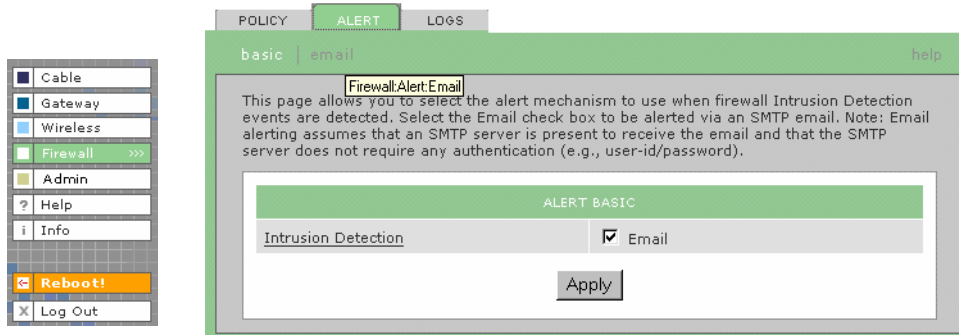 Cable
Gateway
Wireless
Firewall >>>
Admin
? Help
i Info
Reboot!
X Log Out
POLICY ALERT LOGS
basic | email help
Firewall:Alert:Email
This page allows you to select the alert mechanism to use when firewall Intrusion Detection
events are detected. Select the Email check box to be alerted via an SMTP email. Note: Email
alerting assumes that an SMTP server is present to receive the email and that the SMTP
server does not require any authentication (e.g., user-id/password).
ALERT BASIC
Intrusion Detection Email
Apply